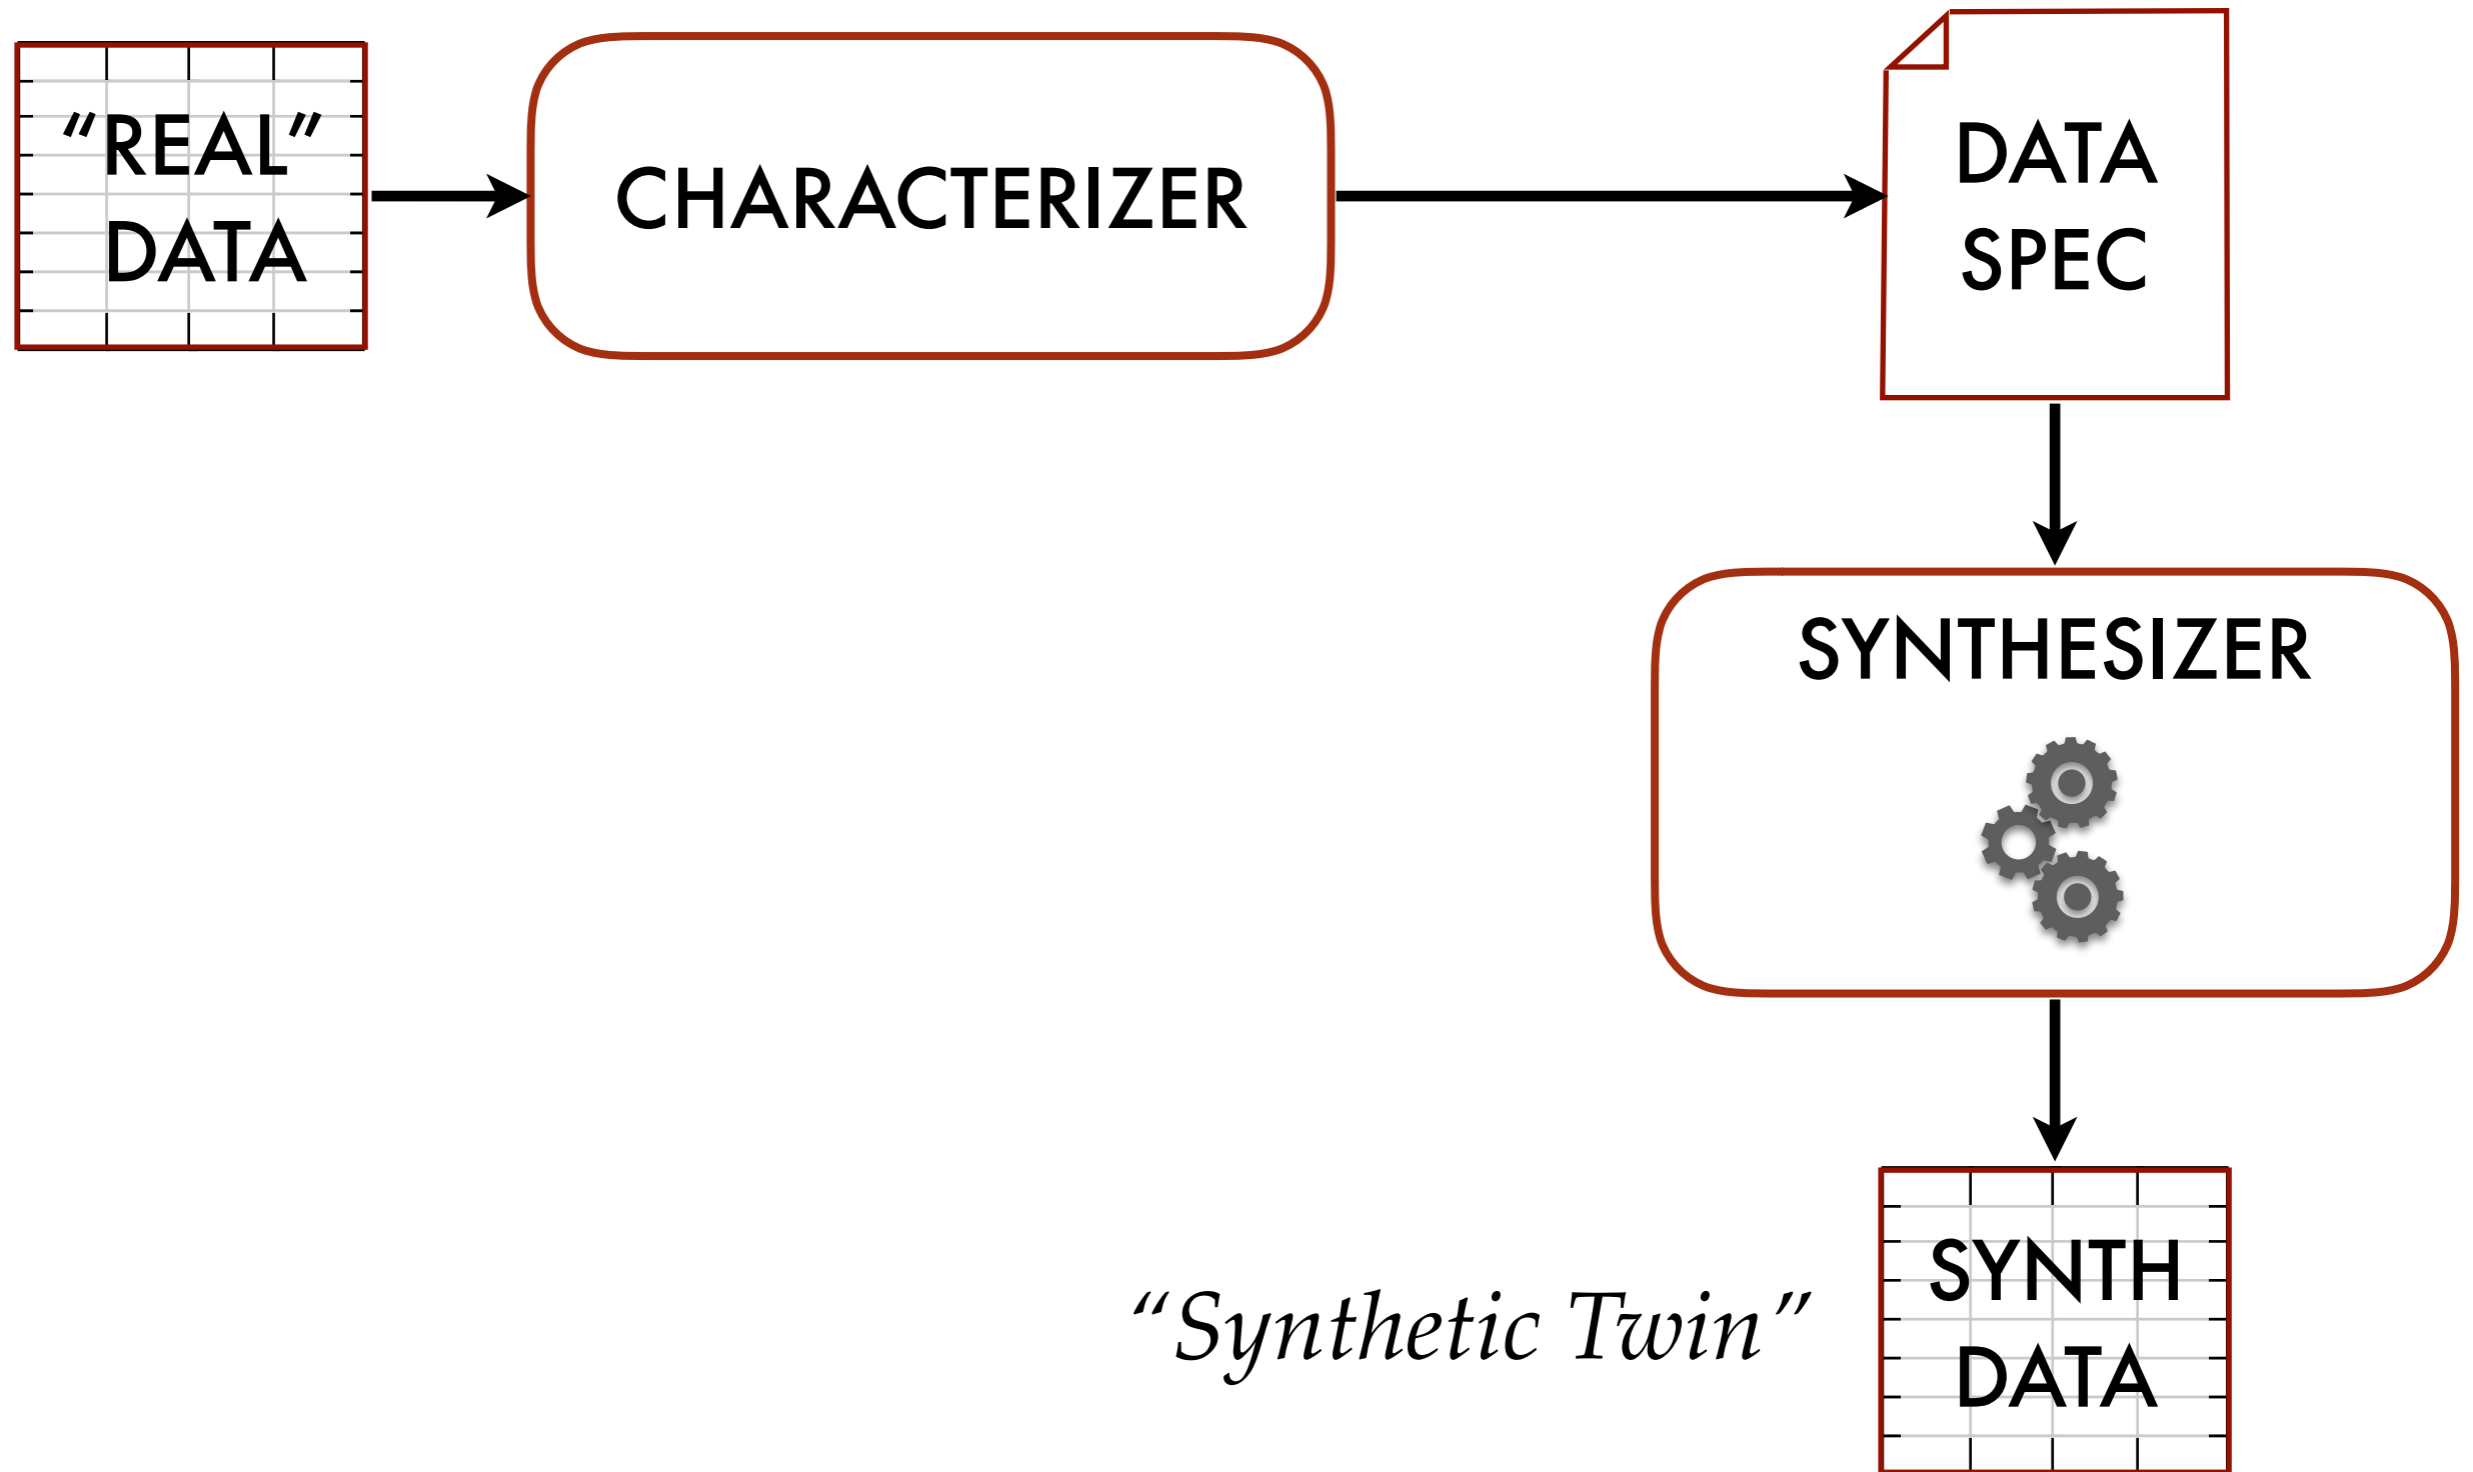 “REAL”
DATA
CHARACTERIZER
DATA
SPEC
SYNTHESIZER
“Synthetic Twin”
SYNTH
DATA